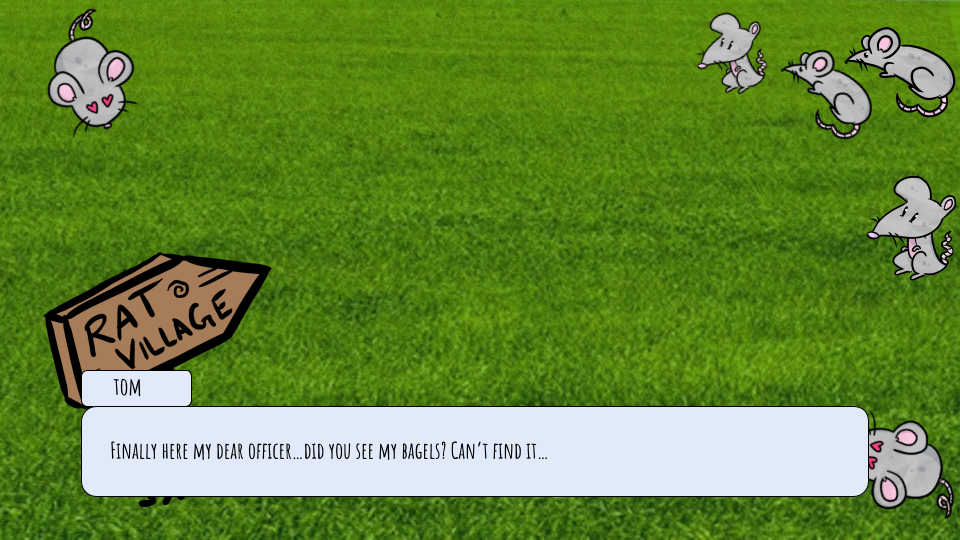 RAT
VILLAGE
TOM
Finally here my dear officer...did you see my bagels? Can't find it...